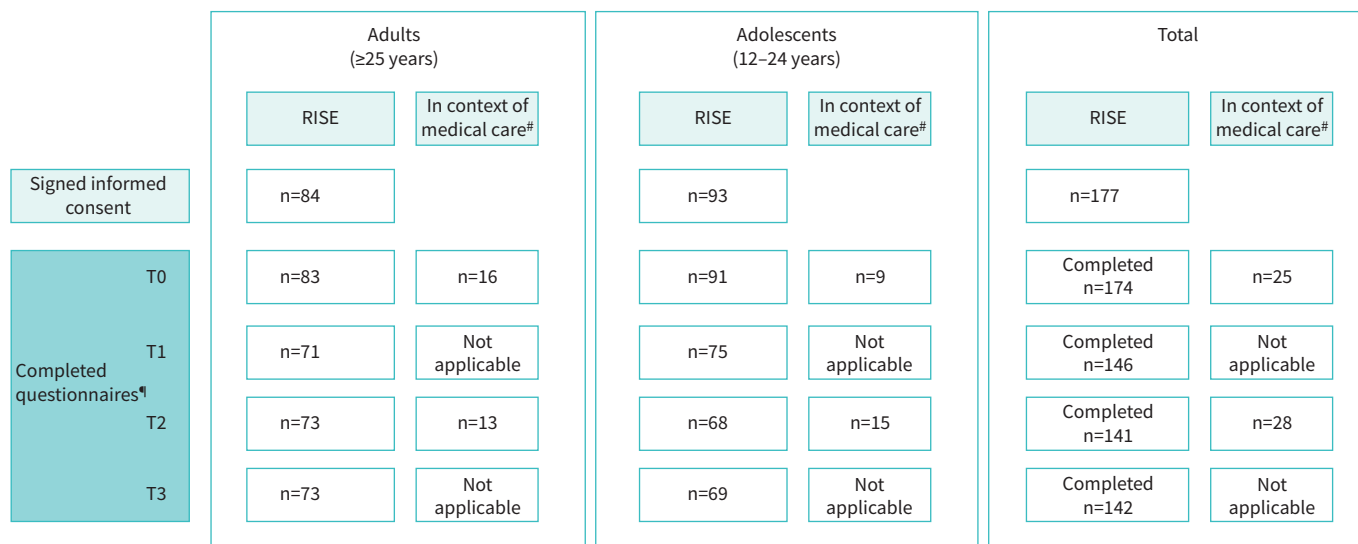 Adults
(≥25 years)
Adolescents
(12–24 years)
Total
RISE
In context of
medical care#
RISE
In context of
medical care#
RISE
In context of
medical care#
Signed informed
consent
n=84
n=93
n=177
Completed
questionnaires¶
T0
n=83
n=16
n=91
n=9
Completed
n=174
n=25
T1
n=71
Not
applicable
n=75
Not
applicable
Completed
n=146
Not
applicable
T2
n=73
n=13
n=68
n=15
Completed
n=141
n=28
T3
n=73
Not
applicable
n=69
Not
applicable
Completed
n=142
Not
applicable